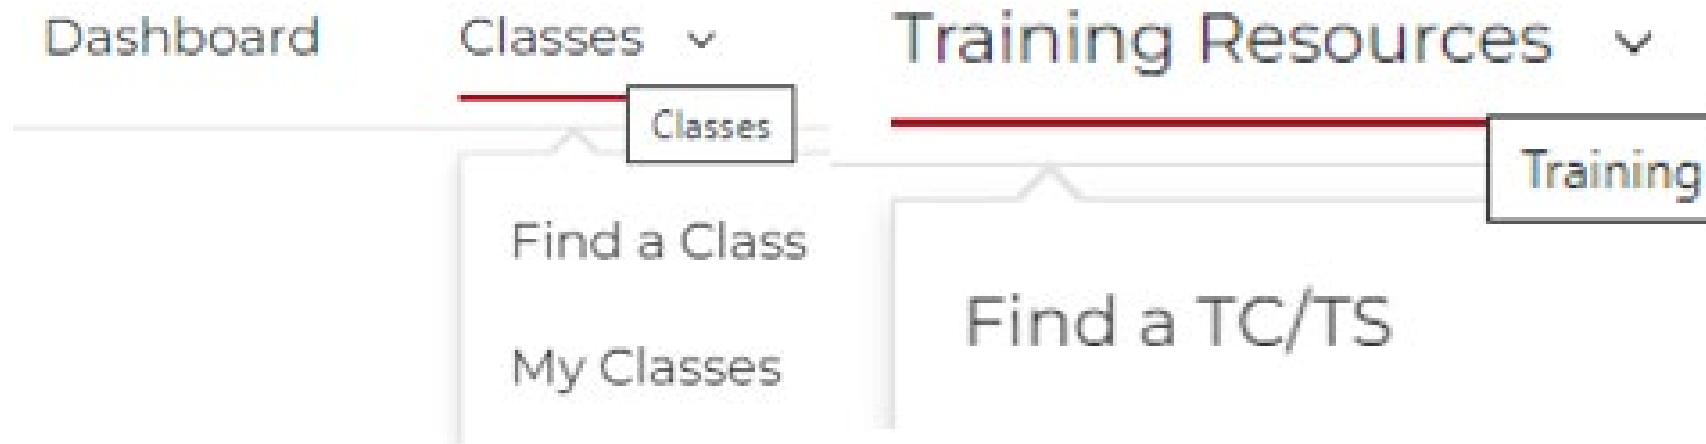 Dashboard
Classes
Classes
Find a Class
My Classes
Training Resources
Training
Find a TC/TS